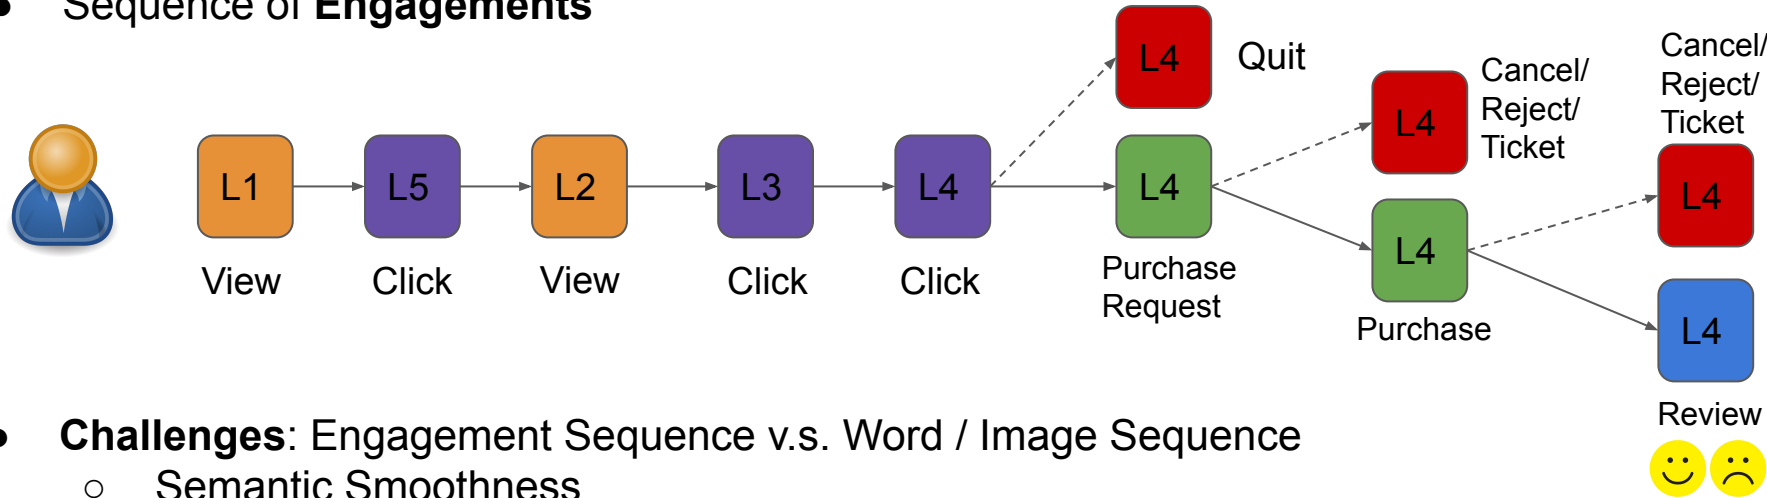 Sequence of Engagements
L4
Quit
Cancel/
Reject/
Ticket
L4
Cancel/
Reject/
Ticket
L4
L1
L5
L2
L3
L4
L4
L4
L4
View
Click
View
Click
Click
Purchase
Request
Purchase
Review
Challenges: Engagement Sequence v.s. Word / Image Sequence
Semantic Smoothness